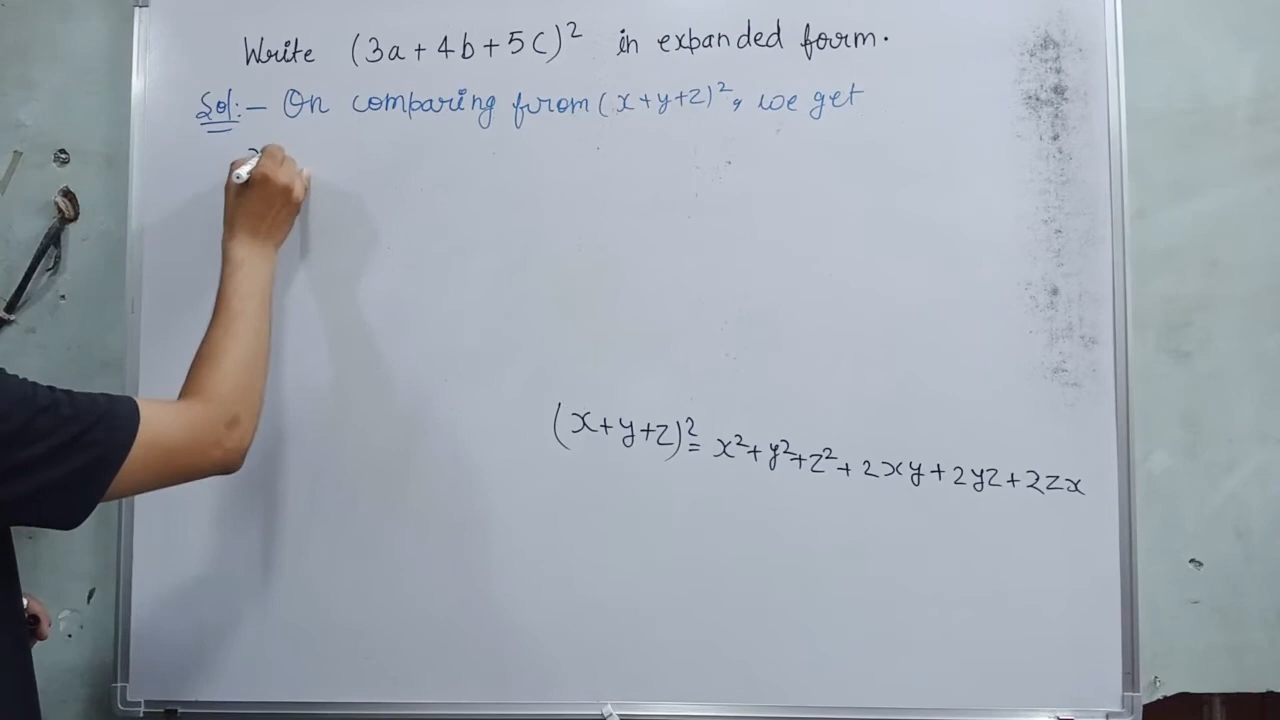 Write (3a+4b+5c)² in expanded form.
Sol:- On comparing from (x+y+z)², we get
(x+y+z)²= x²+y²+z²+2xy+2yz+2zx